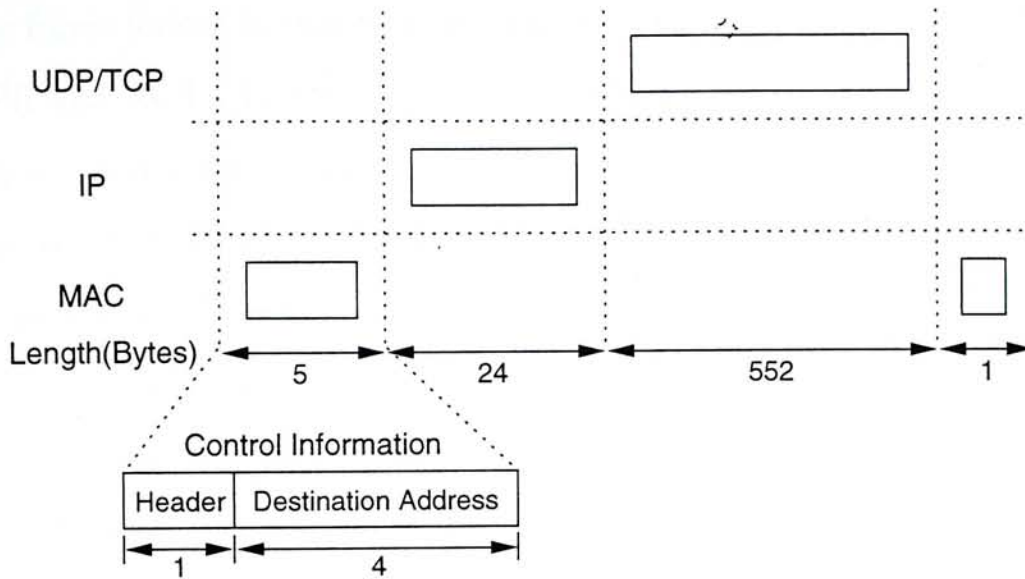 UDP/TCP
IP
MAC
Length(Bytes)
5
24
552
1
Control Information
Header
Destination Address
1
4